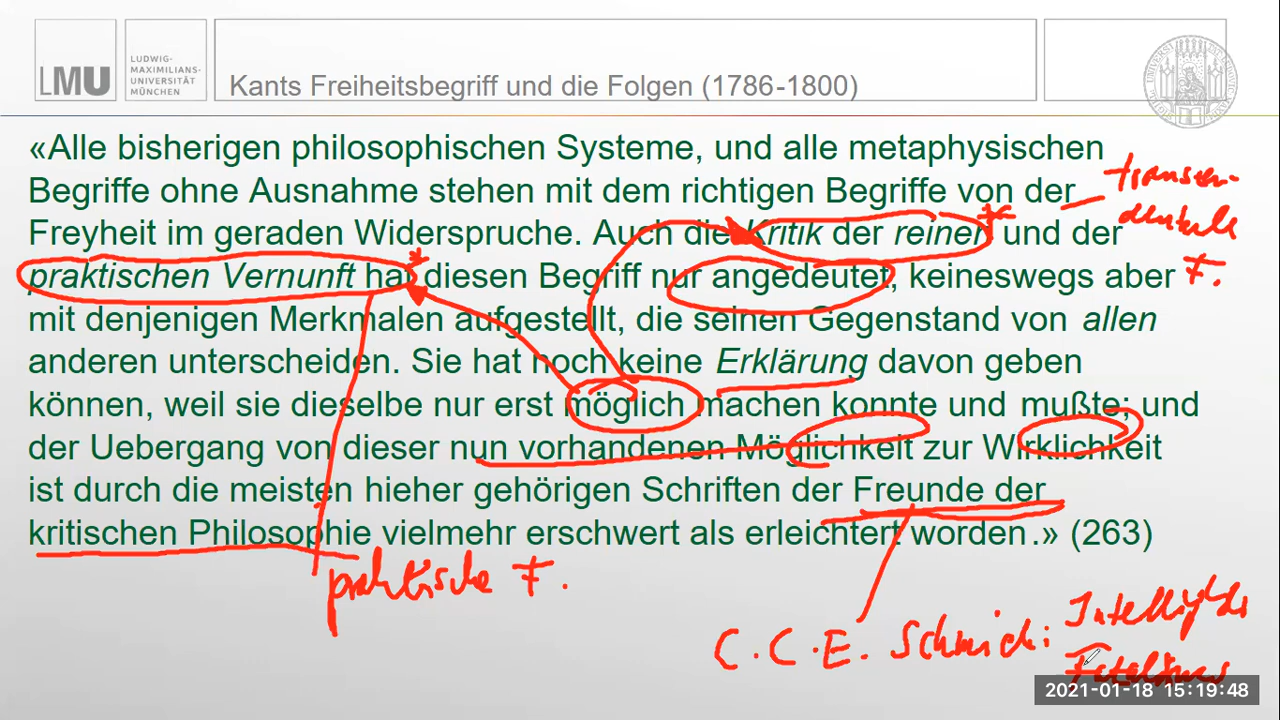 LMU
LUDWIG-
MAXIMILIANS-
UNIVERSITÄT
MÜNCHEN
Kants Freiheitsbegriff und die Folgen (1786-1800)
«Alle bisherigen philosophischen Systeme, und alle metaphysischen
Begriffe ohne Ausnahme stehen mit dem richtigen Begriffe von der
Freyheit im geraden Widerspruche. Auch die Kritik der reinen und der
praktischen Vernunft hat diesen Begriff nur angedeutet, keineswegs aber
mit denjenigen Merkmalen aufgestellt, die seinen Gegenstand von allen
anderen unterscheiden. Sie hat noch keine Erklärung davon geben
können, weil sie dieselbe nur erst möglich machen konnte und mußte; und
der Uebergang von dieser nun vorhandenen Möglichkeit zur Wirklichkeit
ist durch die meisten hieher gehörigen Schriften der Freunde der
kritischen Philosophie vielmehr erschwert als erleichtert worden.» (263)
transzen-
dentale
F.
praktische F.
C.C.E. Schmid:
2021-01-18 15:19:48